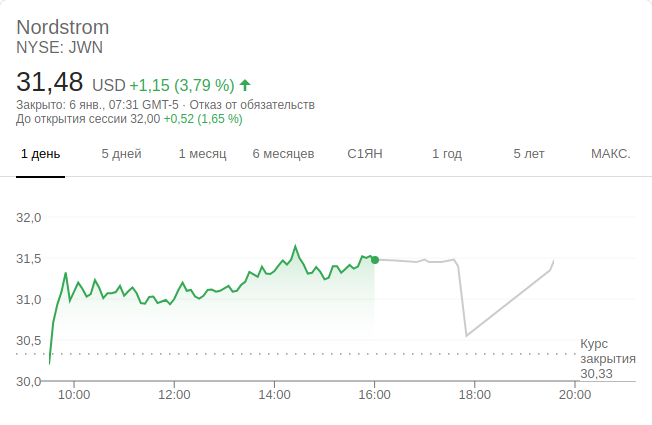 Nordstrom
NYSE: JWN
31,48 USD +1,15 (3,79 %)
Закрыто: 6 янв., 07:31 GMT-5 · Отказ от обязательств
До открытия сессии 32,00 +0,52 (1,65 %)
1 день 5 дней 1 месяц 6 месяцев С1ЯН 1 год 5 лет МАКС.
32,0
31,5
31,0
30,5
30,0
Курс
закрытия
30,33
10:00 12:00 14:00 16:00 18:00 20:00